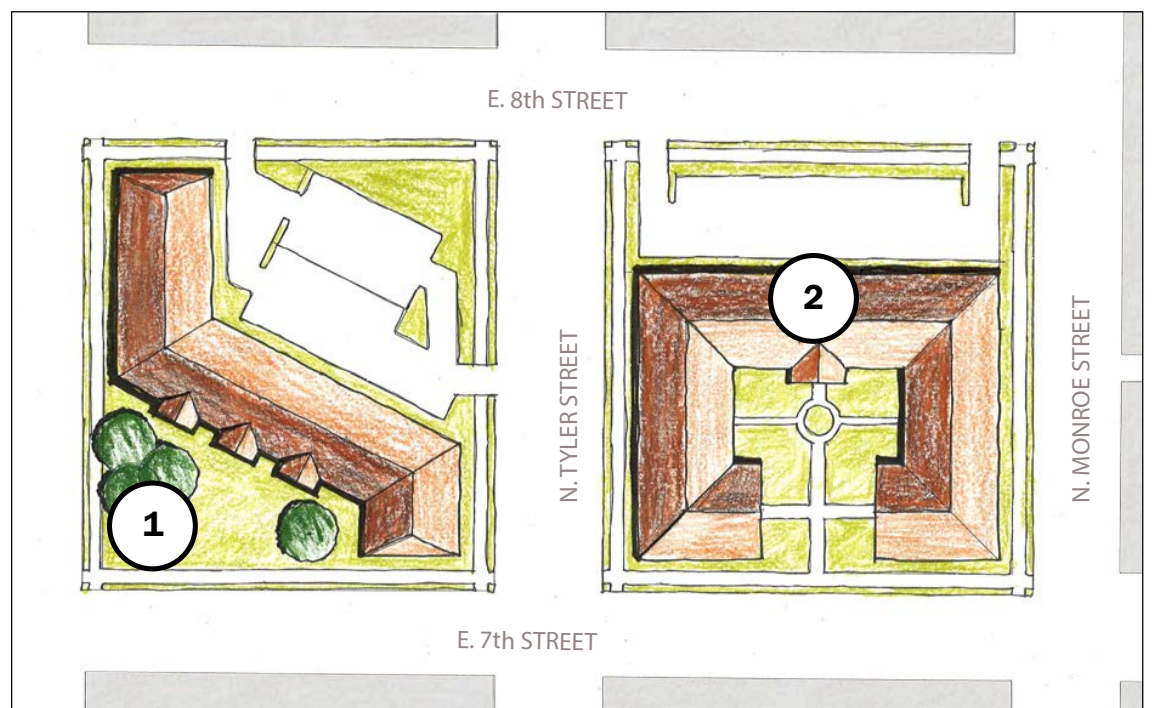 E. 8th STREET
2
N. TYLER STREET
N. MONROE STREET
1
E. 7th STREET